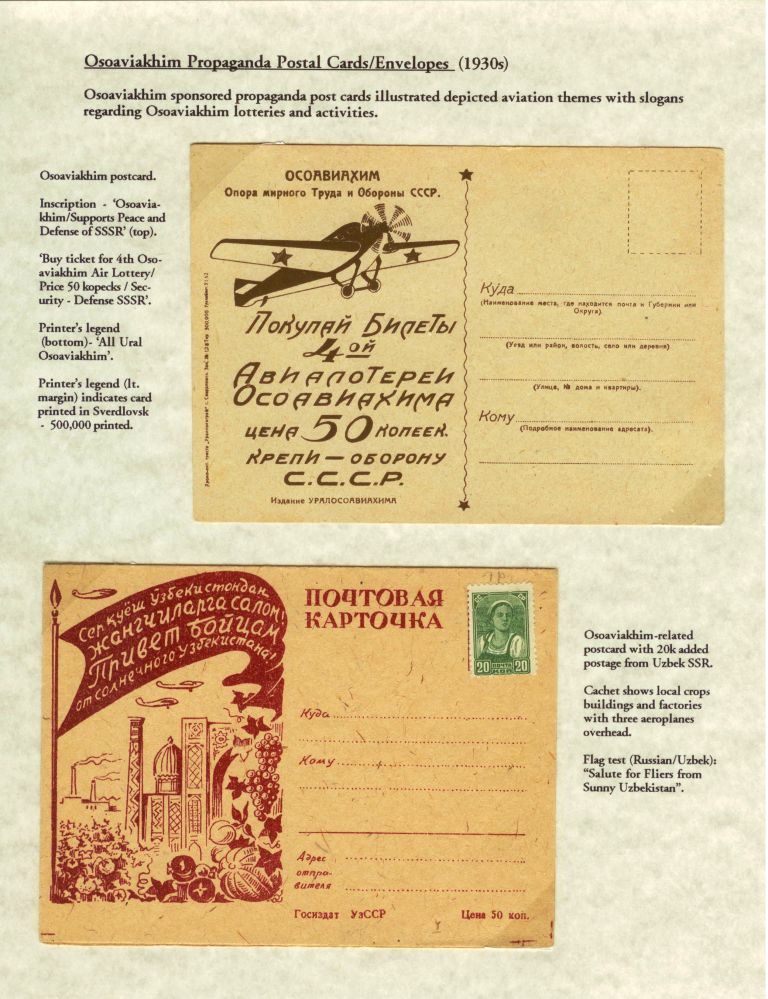 Osoaviakhim Propaganda Postal Cards/Envelopes (1930s)
Osoaviakhim sponsored propaganda post cards illustrated depicted aviation themes with slogans
regarding Osoaviakhim lotteries and activities.
Osoaviakhim postcard.
Inscription - ‘Osoavia-
khim/Supports Peace and
Defense of SSSR’ (top).
‘Buy ticket for 4th Oso-
aviakhim Air Lottery/
Price 50 kopecks / Sec-
urity - Defense SSSR’.
Printer’s legend
(bottom)- ‘All Ural
Osoaviakhim’.
Printer’s legend (lt.
margin) indicates card
printed in Sverdlovsk
- 500,000 printed.
ОСОАВИАХИМ
Опора мирного Труда и Обороны СССР.
Покупай Билеты
4ой
Авиалотереи
Осоавиахима
цена 50 копеек.
крепи — оборону
С.С.С.Р.
Издание УРАЛОСОАВИАХИМА
Куда
(Наименование места, где находится почта и Губернии или
Округа).
(Уезд или район, волость, село или деревня).
(Улица, № дома и квартиры).
Кому
(Подробное наименование адресата).
Сер қуёш Ўзбекистондан
Жангчиларга салом!
Привет бойцам
от солнечного Узбекистана!
ПОЧТОВАЯ
КАРТОЧКА
20 ПОЧТА 20
КОП
Куда
Кому
Адрес
отпра-
вителя
Госиздат УзССР Цена 50 коп.
Osoaviakhim-related
postcard with 20k added
postage from Uzbek SSR.
Cachet shows local crops
buildings and factories
with three aeroplanes
overhead.
Flag test (Russian/Uzbek):
“Salute for Fliers from
Sunny Uzbekistan”.